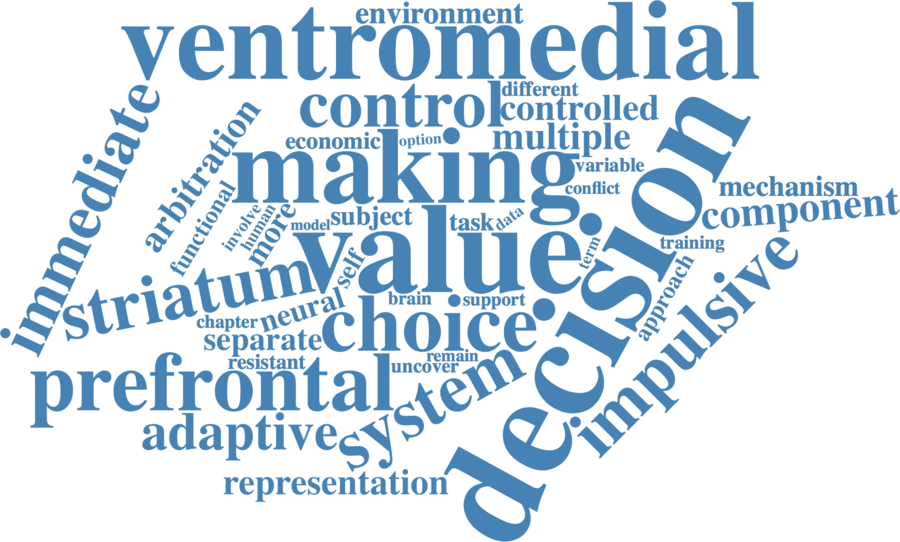 environment
ventromedial
different
control
controlled
immediate
arbitration
economic
option
multiple
making
variable
conflict
mechanism
component
functional
involve
human
more
model
subject
task
data
decision
value
term
training
self
striatum
approach
impulsive
neural
brain
support
chapter
choice
separate
resistant
remain
uncover
prefrontal
system
adaptive
representation